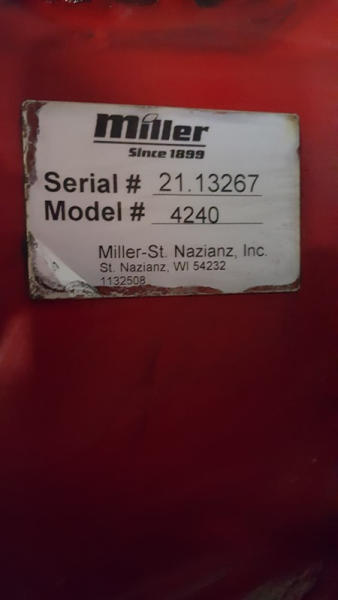 Miller
Since 1899
Serial # 21.13267
Model # 4240
Miller-St. Nazianz, Inc.
St. Nazianz, WI 54232
1132508